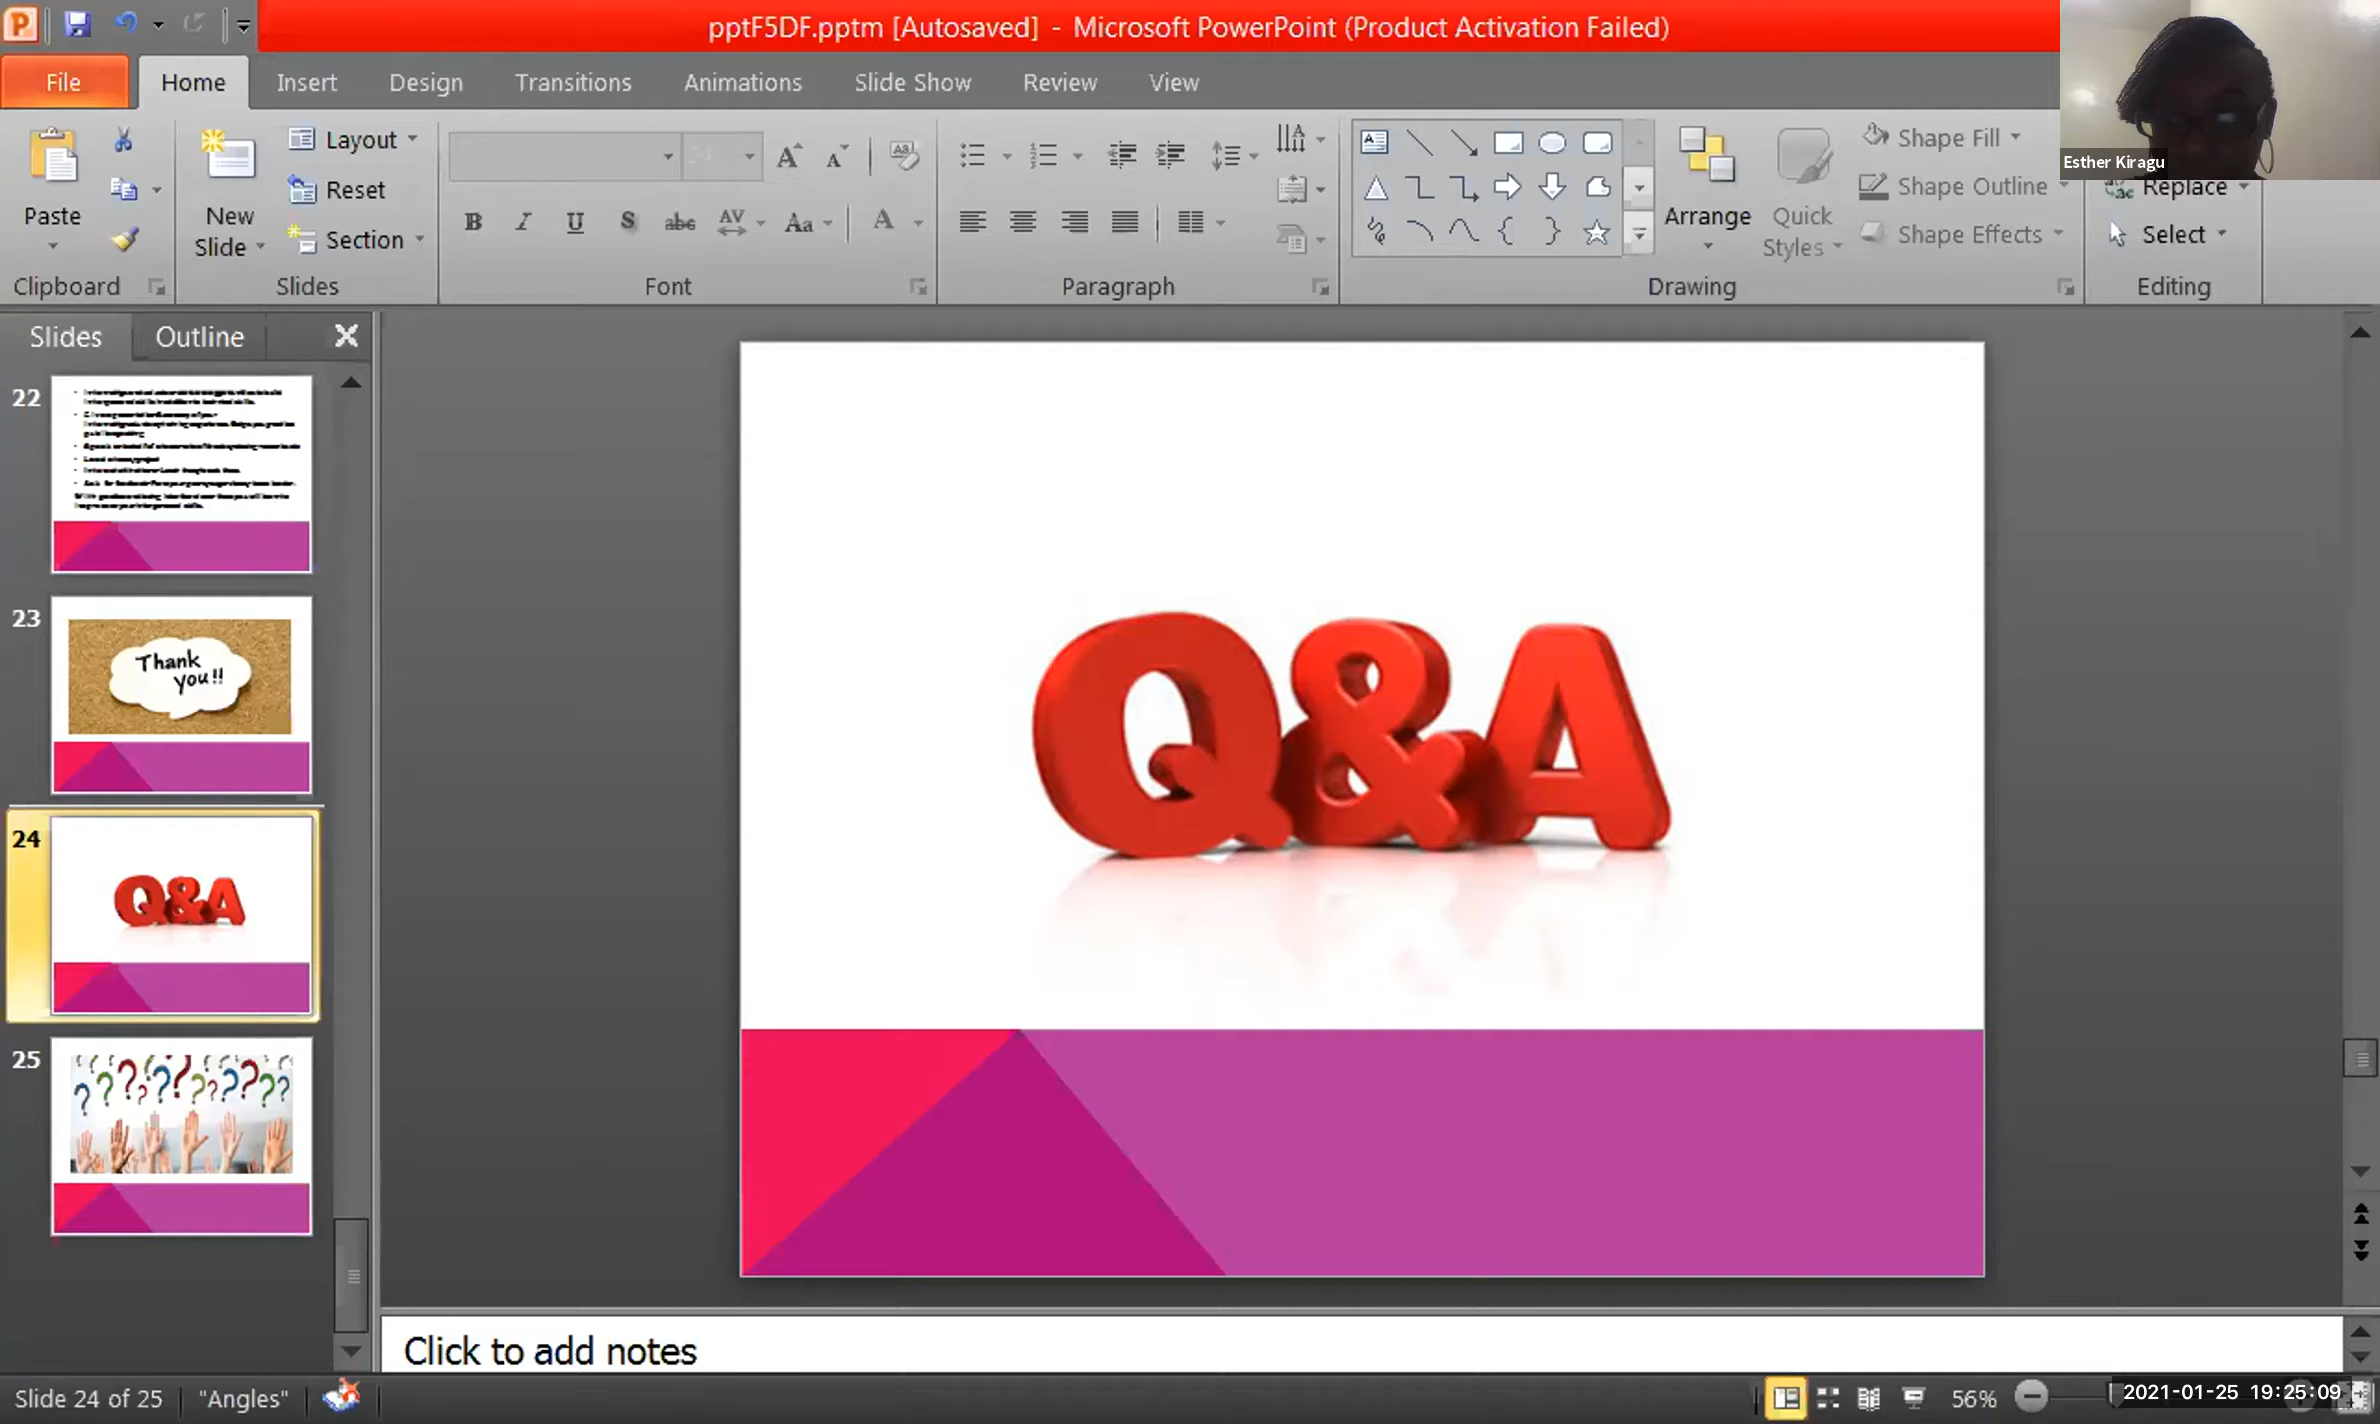 pptF5DF.pptm [Autosaved] - Microsoft PowerPoint (Product Activation Failed)
File Home Insert Design Transitions Animations Slide Show Review View
Esther Kiragu
Paste
Clipboard
New
Slide
Layout
Reset
Section
Slides
B I U S abc AV Aa A
Font
Paragraph
Arrange
Quick
Styles
Shape Fill
Shape Outline
Shape Effects
Drawing
Replace
Select
Editing
Slides Outline
22
23
Thank
you!!
24
Q&A
25
Q&A
Click to add notes
Slide 24 of 25 "Angles" 56%
2021-01-25 19:25:09